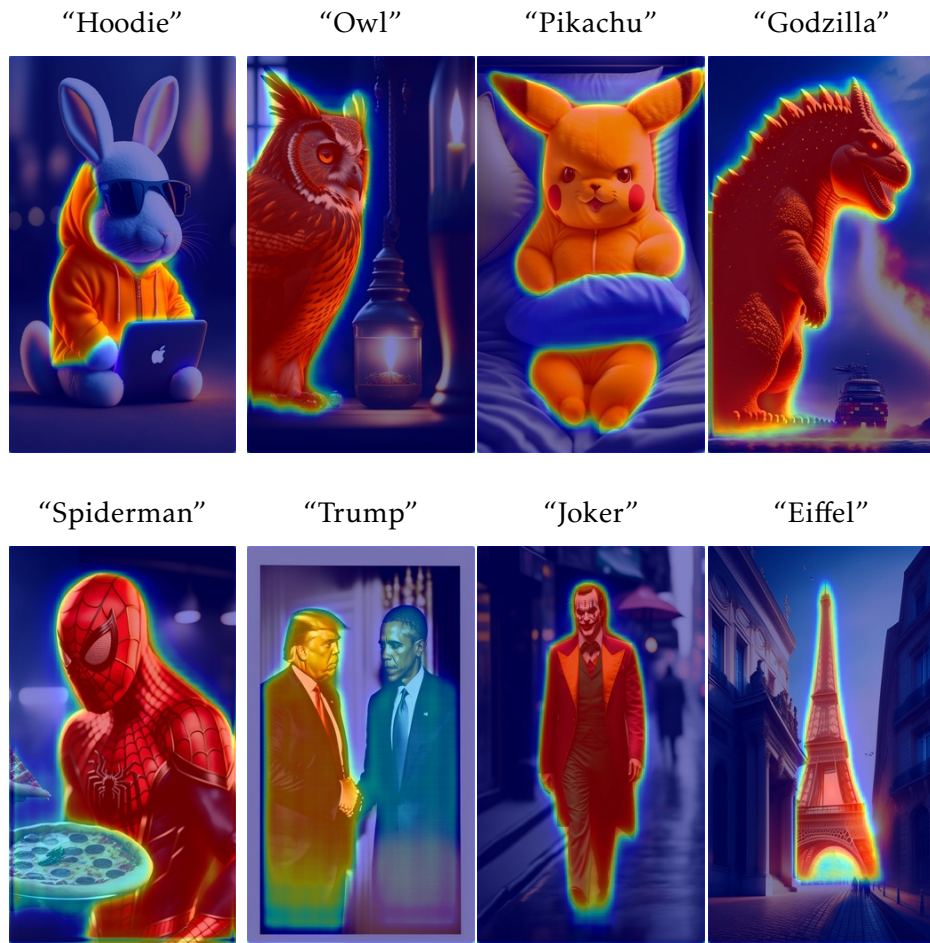 “Hoodie”
“Owl”
“Pikachu”
“Godzilla”
“Spiderman”
“Trump”
“Joker”
“Eiffel”